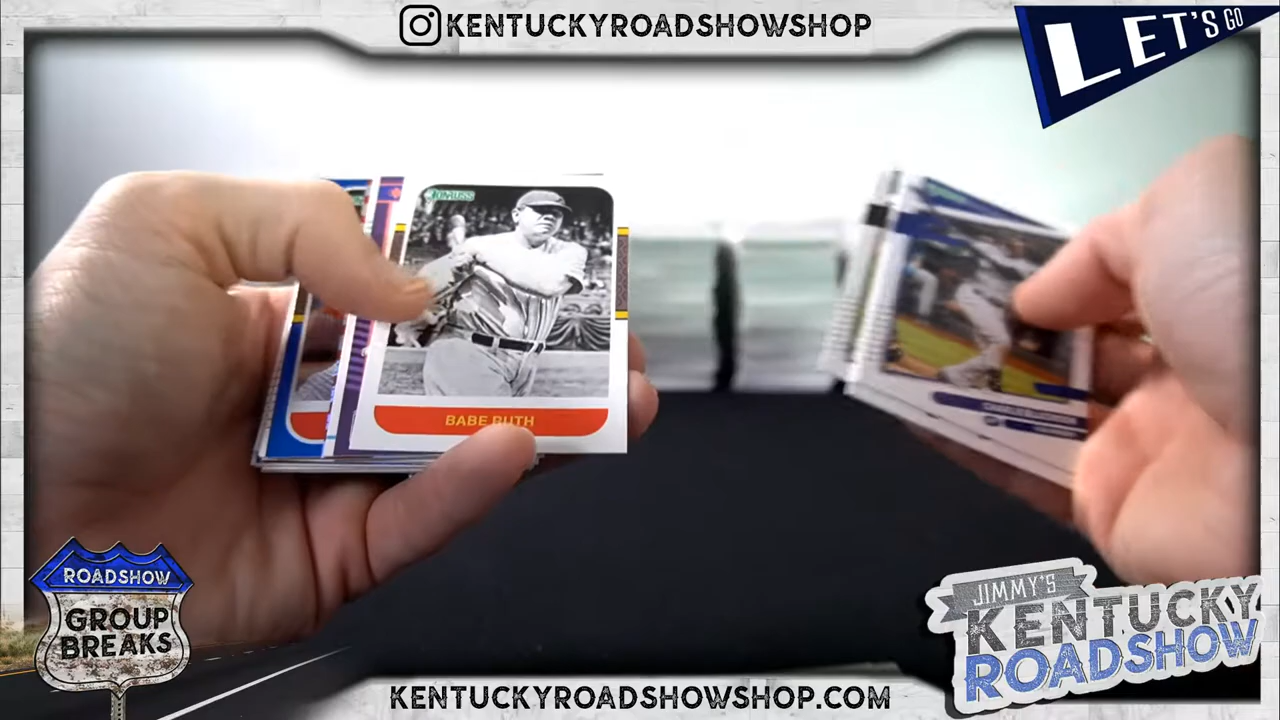 KENTUCKYROADSHOWSHOP
LET'S GO
DONRUSS
BABE RUTH
ROADSHOW
GROUP
BREAKS
JIMMY'S
KENTUCKY
ROADSHOW
KENTUCKYROADSHOWSHOP.COM